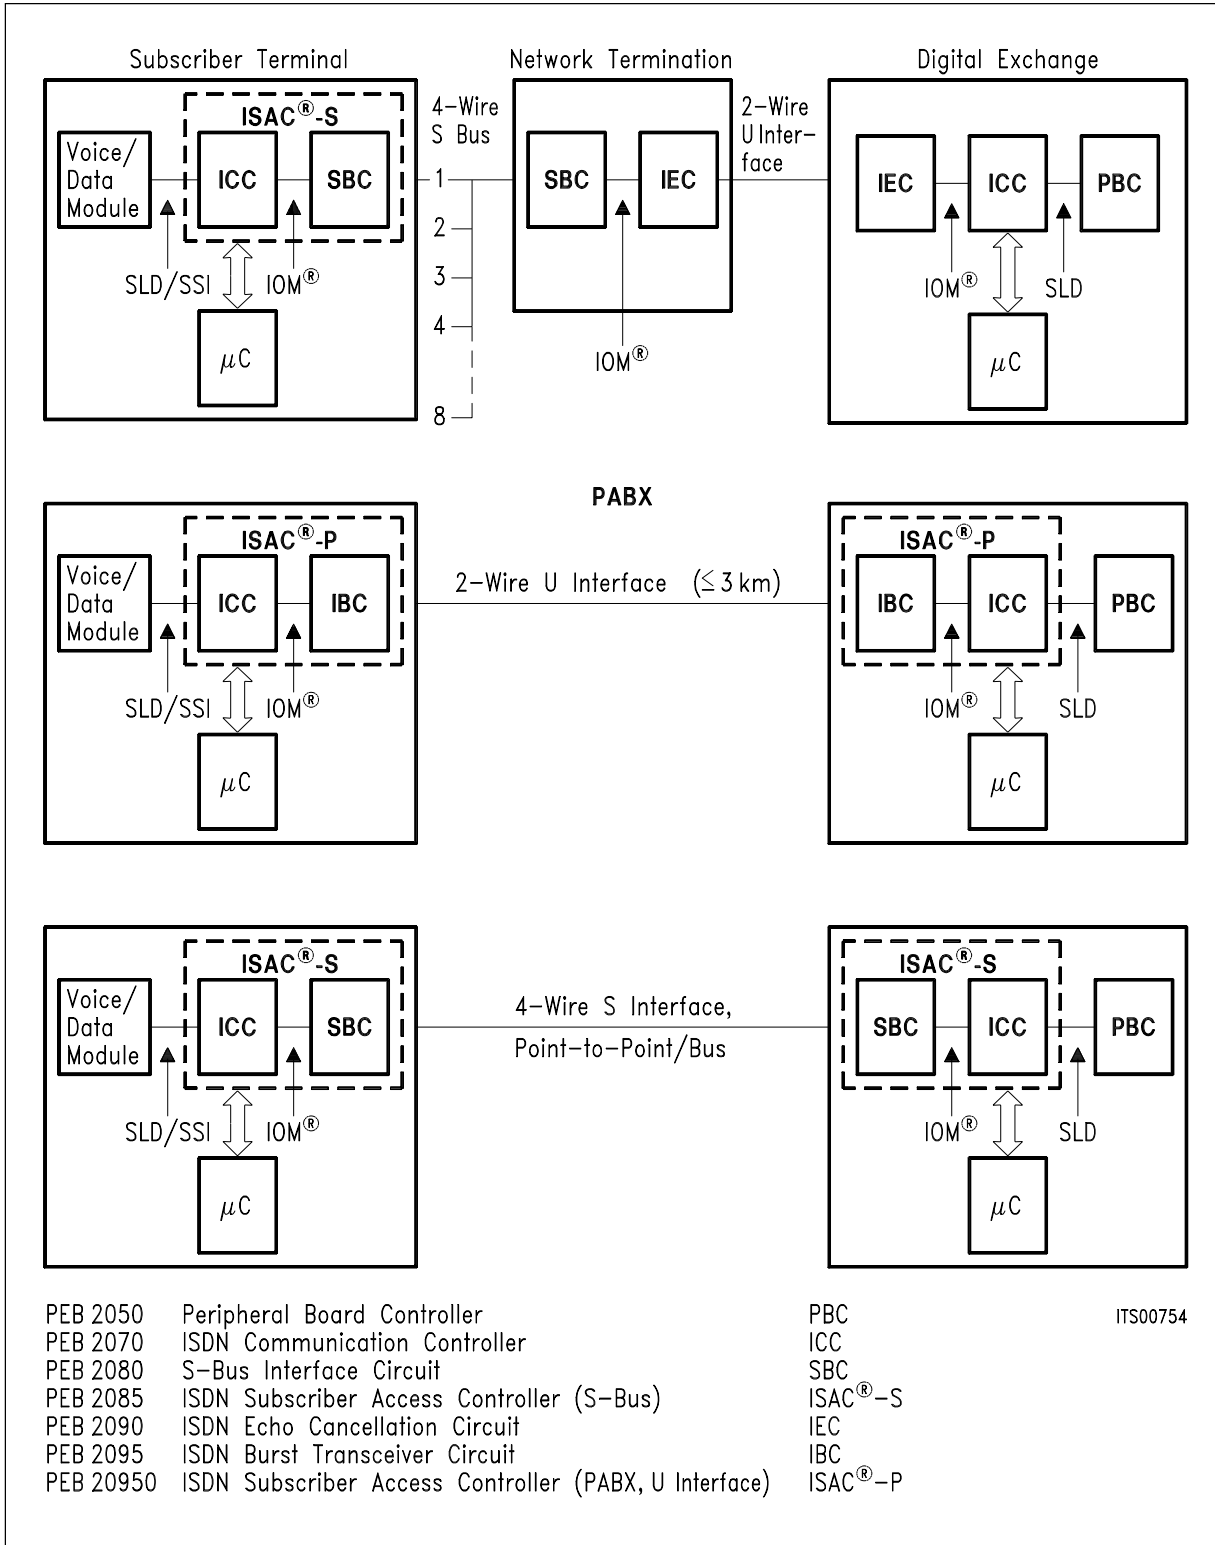 Subscriber Terminal
Network Termination
Digital Exchange
ISAC®-S
4-Wire
S Bus
2-Wire
U Inter-
face
Voice/
Data
Module
ICC
SBC
1
2
3
4
8
SBC
IEC
IEC
ICC
PBC
SLD/SSI
IOM®
IOM®
IOM®
SLD
μC
μC
PABX
ISAC®-P
ISAC®-P
Voice/
Data
Module
ICC
IBC
2-Wire U Interface (≤3 km)
IBC
ICC
PBC
SLD/SSI
IOM®
IOM®
SLD
μC
μC
ISAC®-S
ISAC®-S
Voice/
Data
Module
ICC
SBC
4-Wire S Interface,
Point-to-Point/Bus
SBC
ICC
PBC
SLD/SSI
IOM®
IOM®
SLD
μC
μC
PEB 2050 Peripheral Board Controller PBC
ITS00754
PEB 2070 ISDN Communication Controller ICC
PEB 2080 S-Bus Interface Circuit SBC
PEB 2085 ISDN Subscriber Access Controller (S-Bus) ISAC®-S
PEB 2090 ISDN Echo Cancellation Circuit IEC
PEB 2095 ISDN Burst Transceiver Circuit IBC
PEB 20950 ISDN Subscriber Access Controller (PABX, U Interface) ISAC®-P